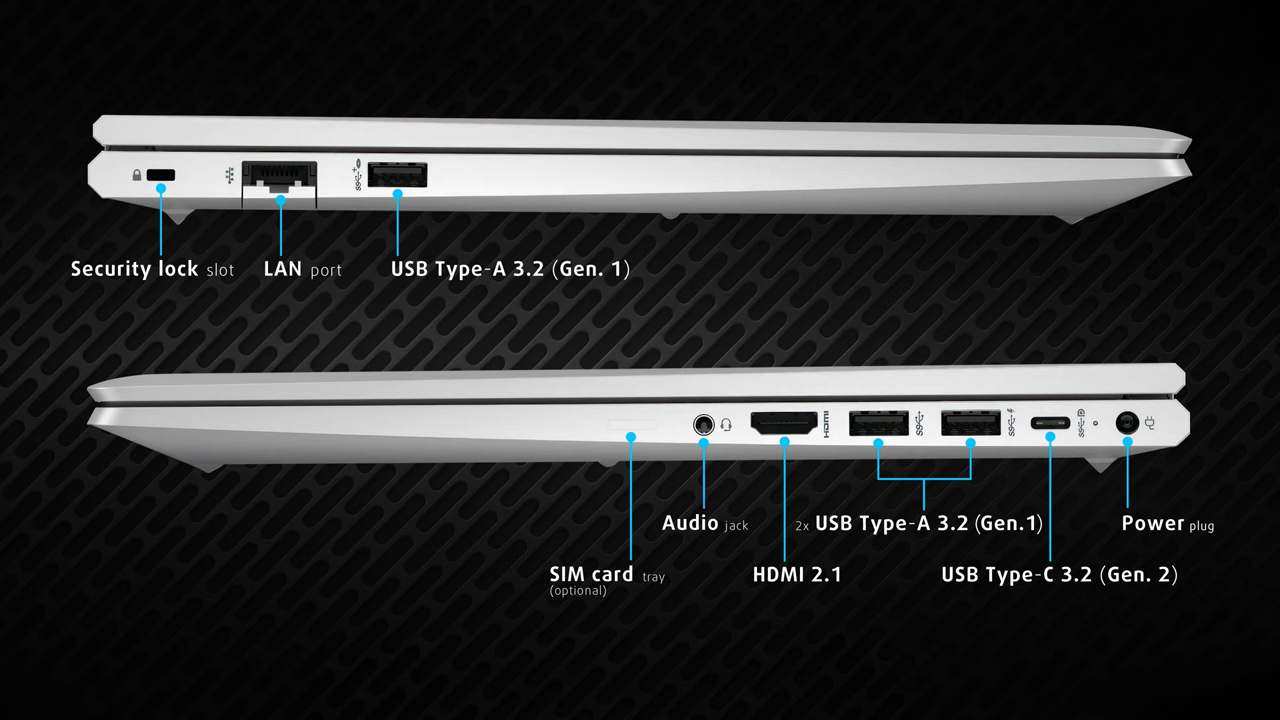 Security lock slot
LAN port
USB Type-A 3.2 (Gen. 1)
HDMI
Audio jack
2x USB Type-A 3.2 (Gen.1)
Power plug
SIM card tray
(optional)
HDMI 2.1
USB Type-C 3.2 (Gen. 2)